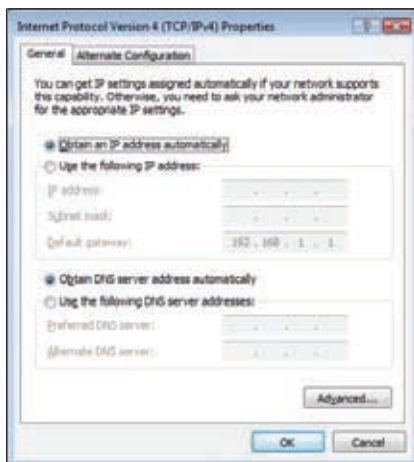 Internet Protocol Version 4 (TCP/IPv4) Properties
General Alternate Configuration
You can get IP settings assigned automatically if your network supports
this capability. Otherwise, you need to ask your network administrator
for the appropriate IP settings.
Obtain an IP address automatically
Use the following IP address:
IP address:
Subnet mask:
Default gateway: 192 . 168 . 1 . 1
Obtain DNS server address automatically
Use the following DNS server addresses:
Preferred DNS server:
Alternate DNS server:
Advanced...
OK Cancel